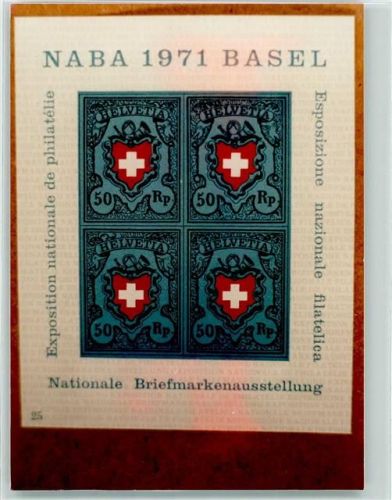 NABA 1971 BASEL
Exposition nationale de philatélie
HELVETIA
50 Rp
HELVETIA
50 Rp
HELVETIA
50 Rp
HELVETIA
50 Rp
Esposizione nazionale filatelica
Nationale Briefmarkenausstellung
25